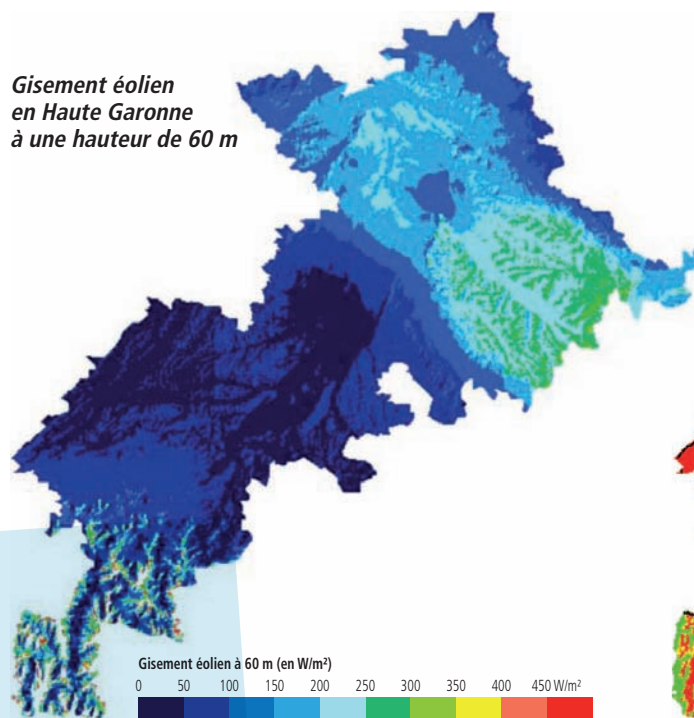 Gisement éolien
en Haute Garonne
à une hauteur de 60 m
Gisement éolien à 60 m (en W/m²)
0 50 100 150 200 250 300 350 400 450 W/m²